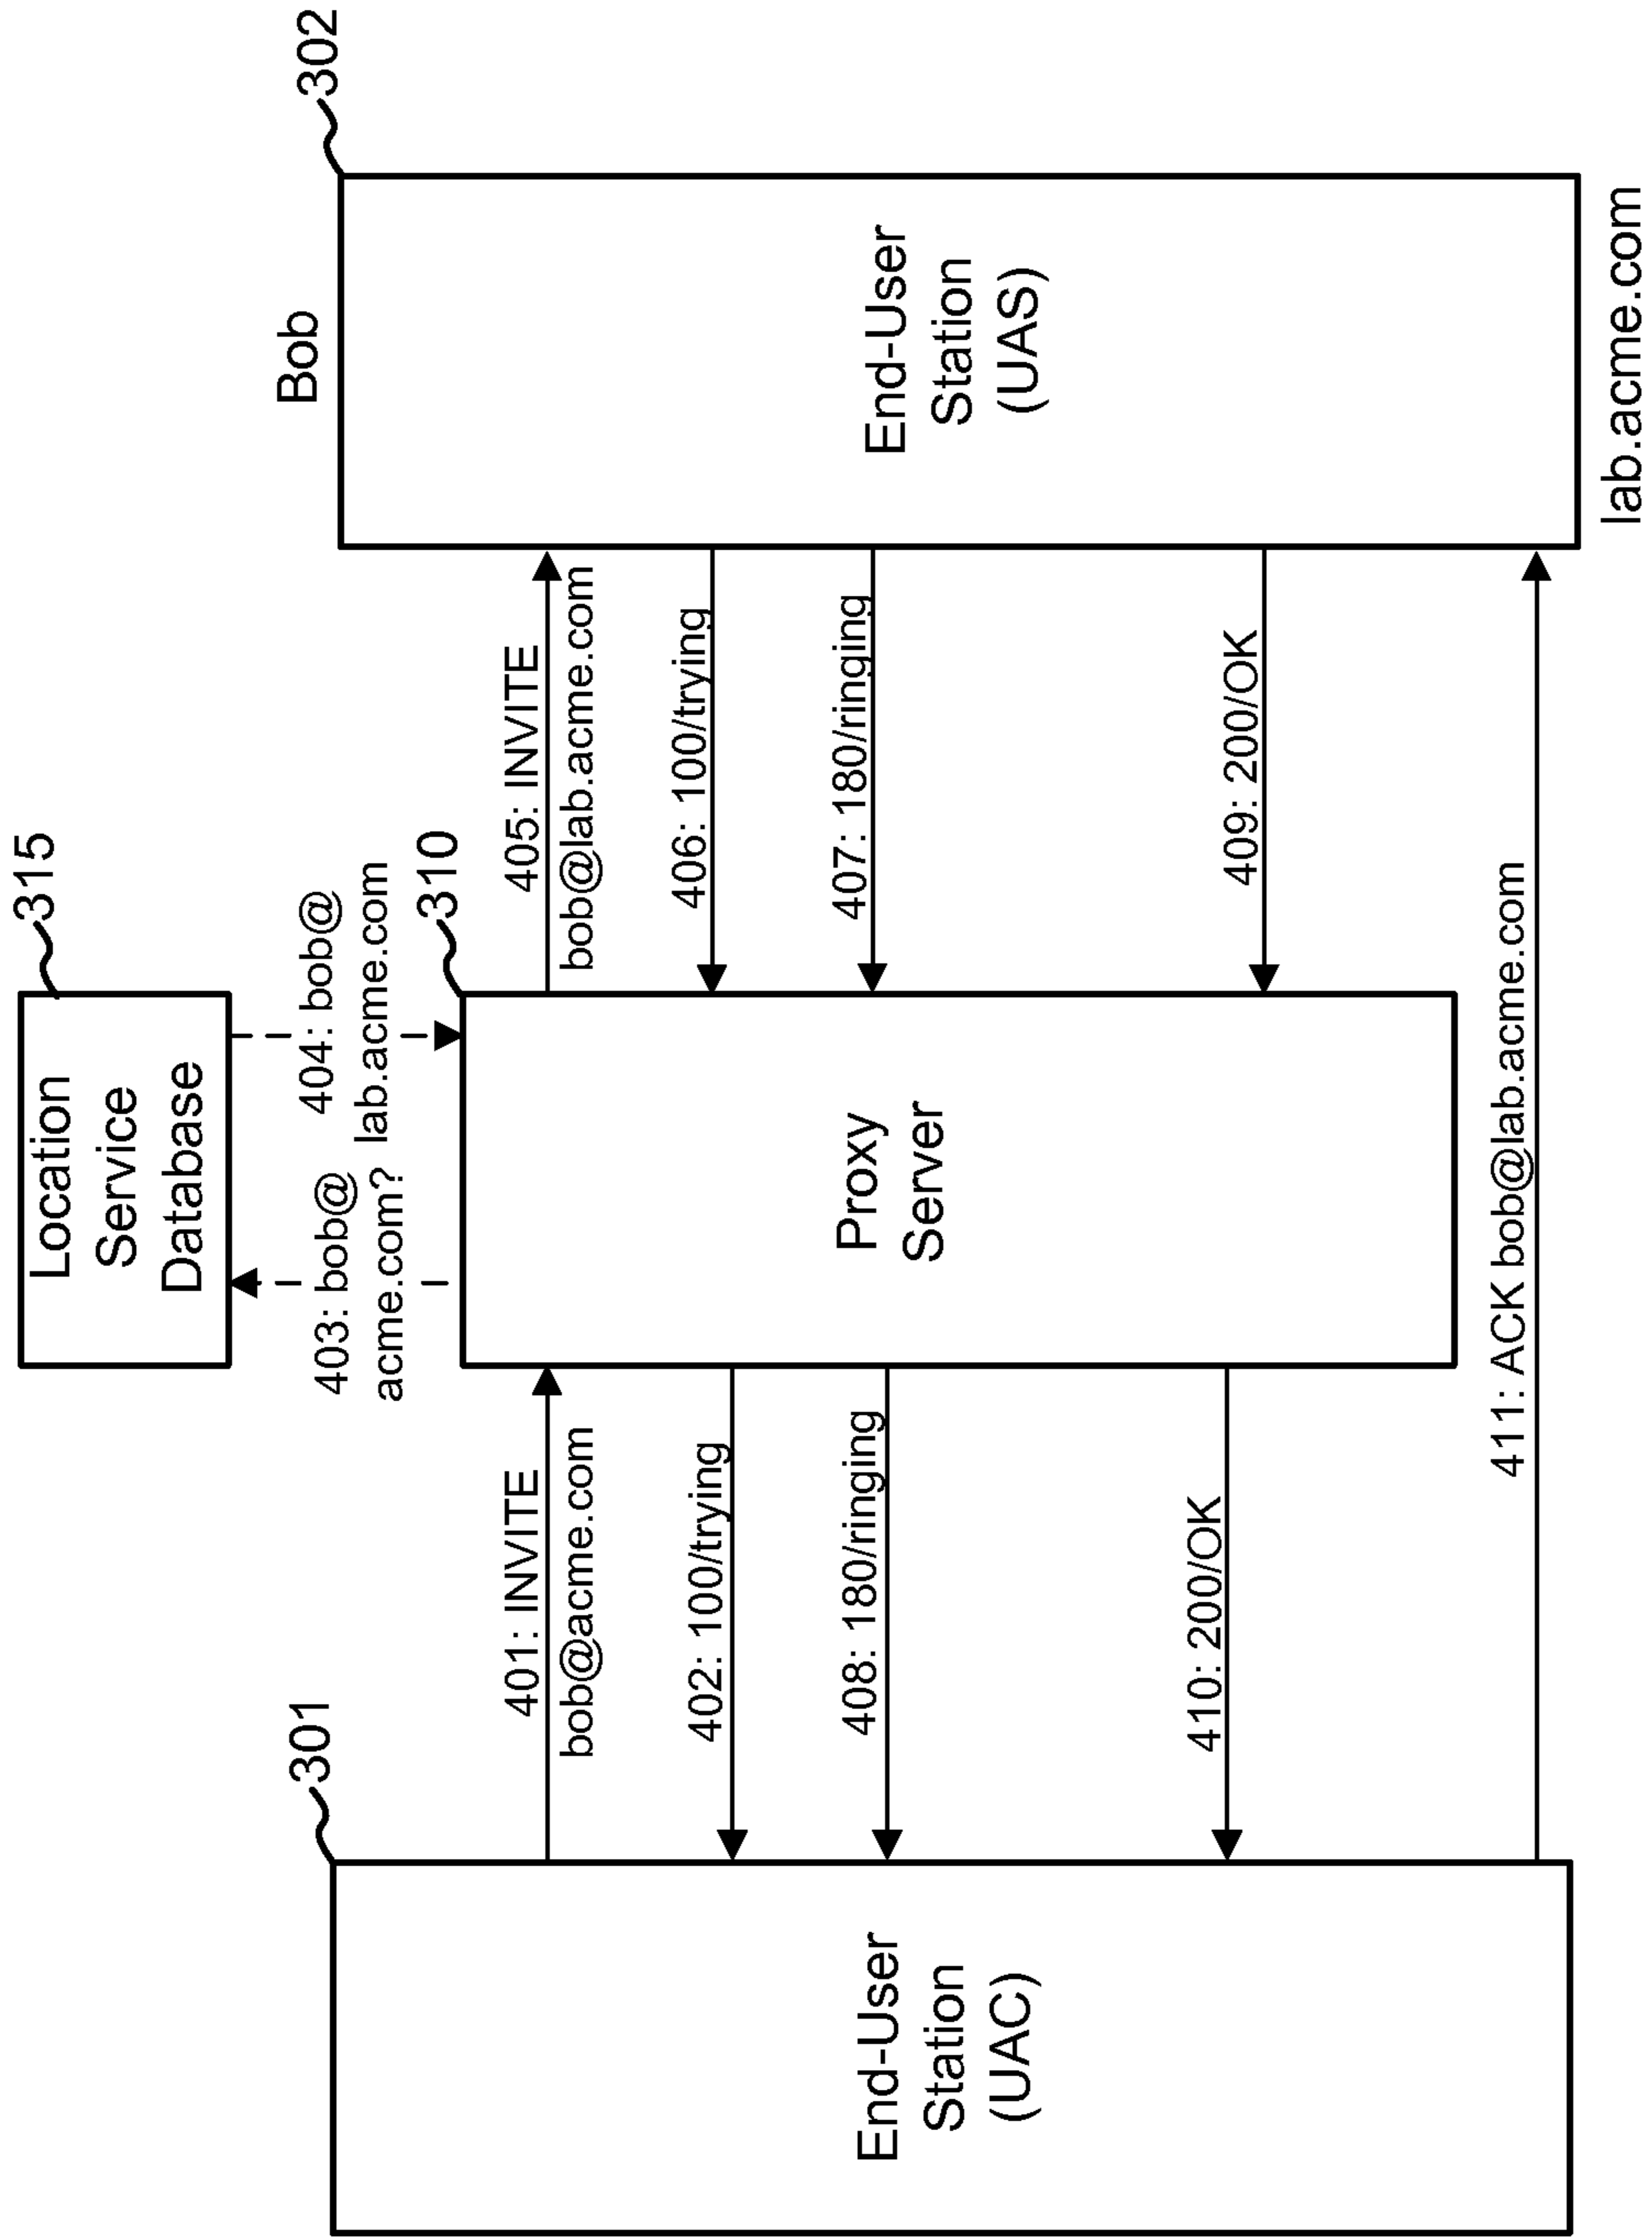 315
Location
Service
Database
403: bob@
acme.com?
404: bob@
lab.acme.com
301
310
Bob
302
End-User
Station
(UAC)
Proxy
Server
End-User
Station
(UAS)
401: INVITE
bob@acme.com
405: INVITE
bob@lab.acme.com
402: 100/trying
406: 100/trying
408: 180/ringing
407: 180/ringing
410: 200/OK
409: 200/OK
411: ACK bob@lab.acme.com
lab.acme.com